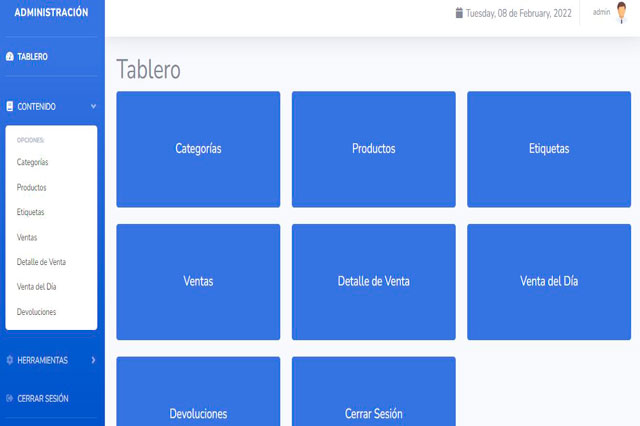 ADMINISTRACIÓN
Tuesday, 08 de February, 2022
admin
TABLERO
CONTENIDO
OPCIONES:
Categorías
Productos
Etiquetas
Ventas
Detalle de Venta
Venta del Día
Devoluciones
HERRAMIENTAS
CERRAR SESIÓN
Tablero
Categorías
Productos
Etiquetas
Ventas
Detalle de Venta
Venta del Día
Devoluciones
Cerrar Sesión